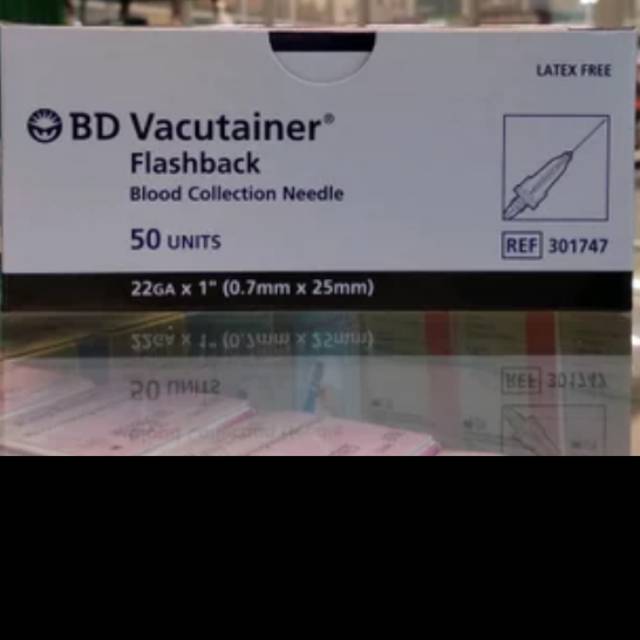 LATEX FREE
BD Vacutainer®
Flashback
Blood Collection Needle
50 UNITS
REF 301747
22GA x 1" (0.7mm x 25mm)